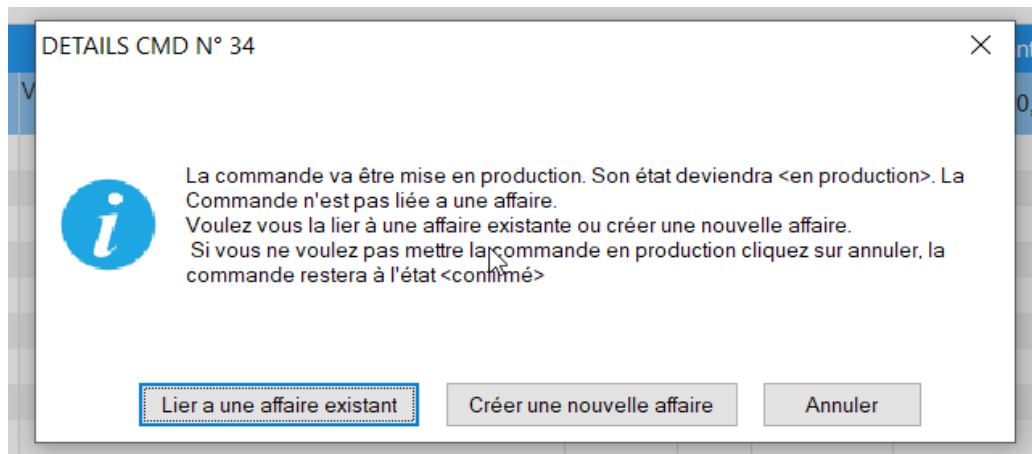 DETAILS CMD N° 34
La commande va être mise en production. Son état deviendra <en production>. La
Commande n'est pas liée a une affaire.
Voulez vous la lier à une affaire existante ou créer une nouvelle affaire.
Si vous ne voulez pas mettre la commande en production cliquez sur annuler, la
commande restera à l'état <confirmé>
Lier a une affaire existant
Créer une nouvelle affaire
Annuler